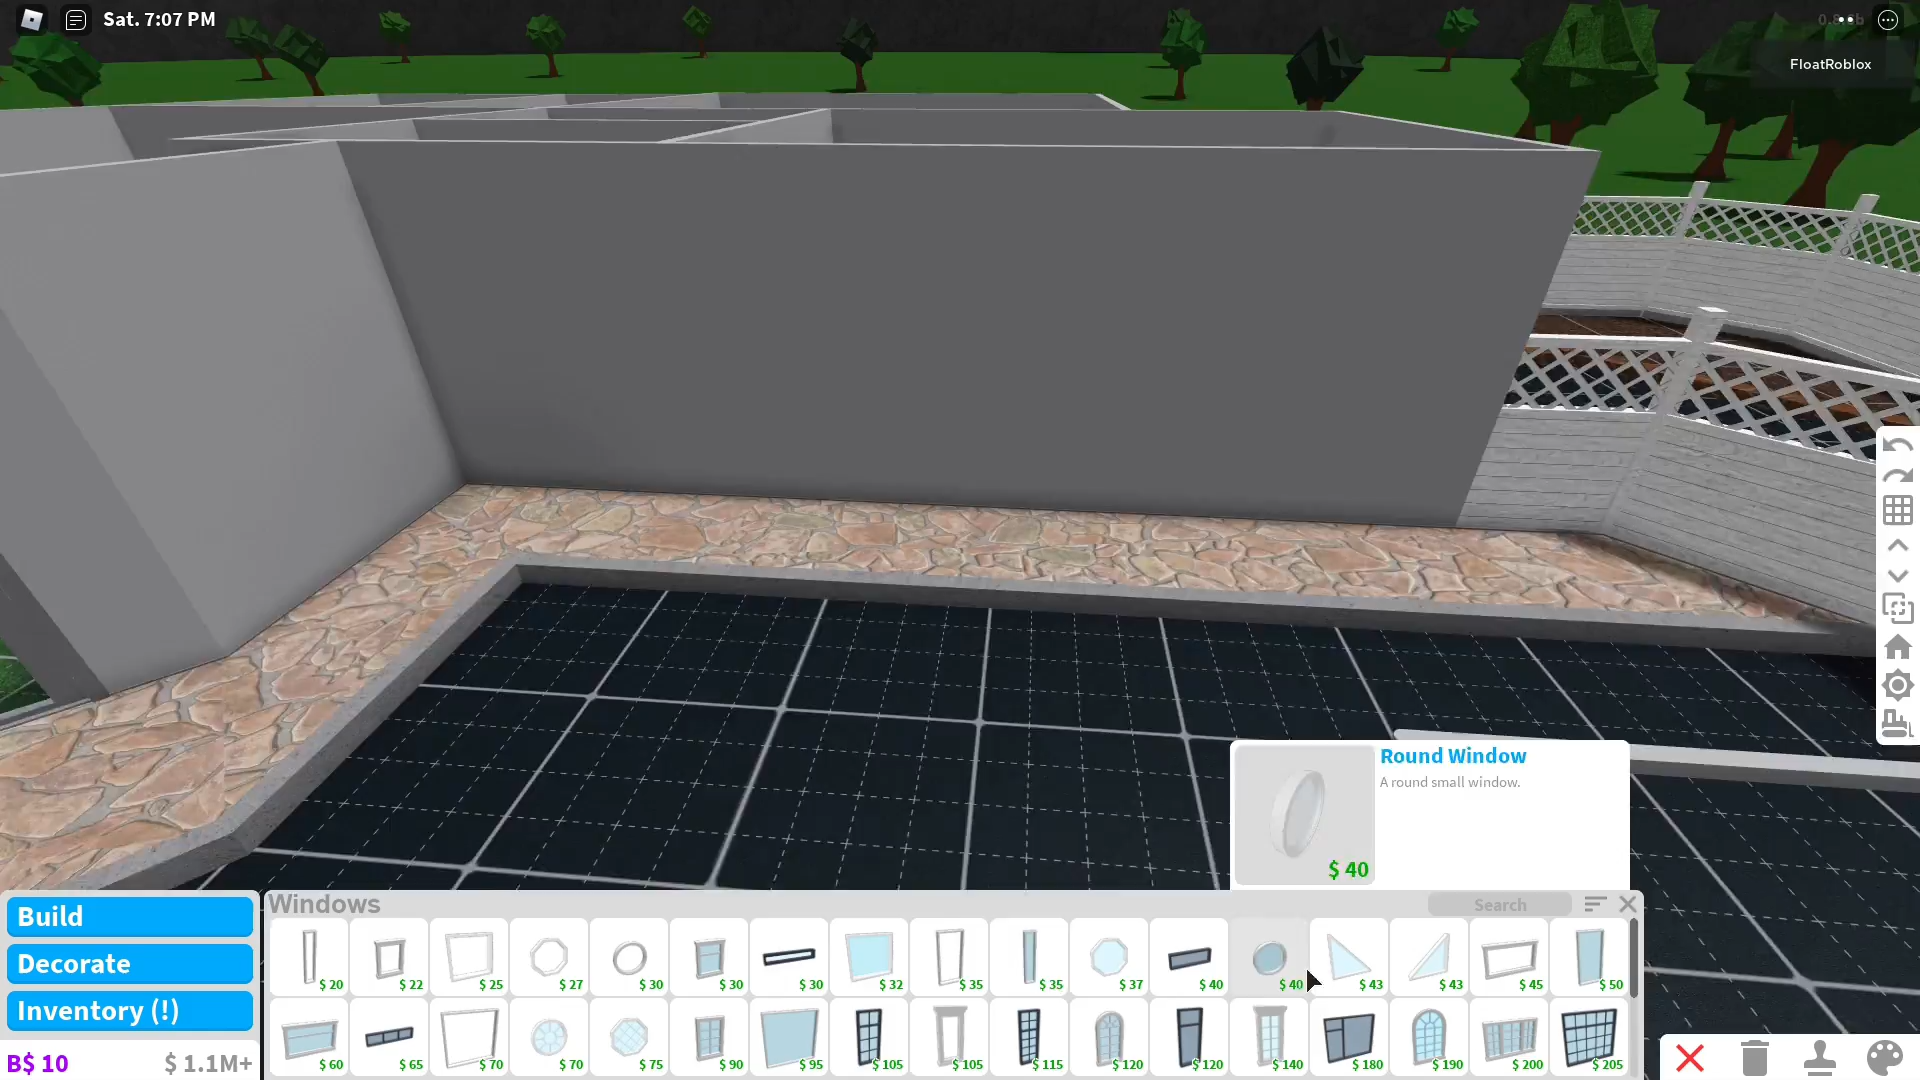 Sat. 7:07 PM
FloatRoblox
Round Window
A round small window.
$ 40
Windows
Search
Build
Decorate
Inventory (!)
B$ 10 $ 1.1M+
$ 20 $ 22 $ 25 $ 27 $ 30 $ 30 $ 30 $ 32 $ 35 $ 35 $ 37 $ 40 $ 40 $ 43 $ 43 $ 45 $ 50
$ 60 $ 65 $ 70 $ 70 $ 75 $ 90 $ 95 $ 105 $ 105 $ 115 $ 120 $ 120 $ 140 $ 180 $ 190 $ 200 $ 205